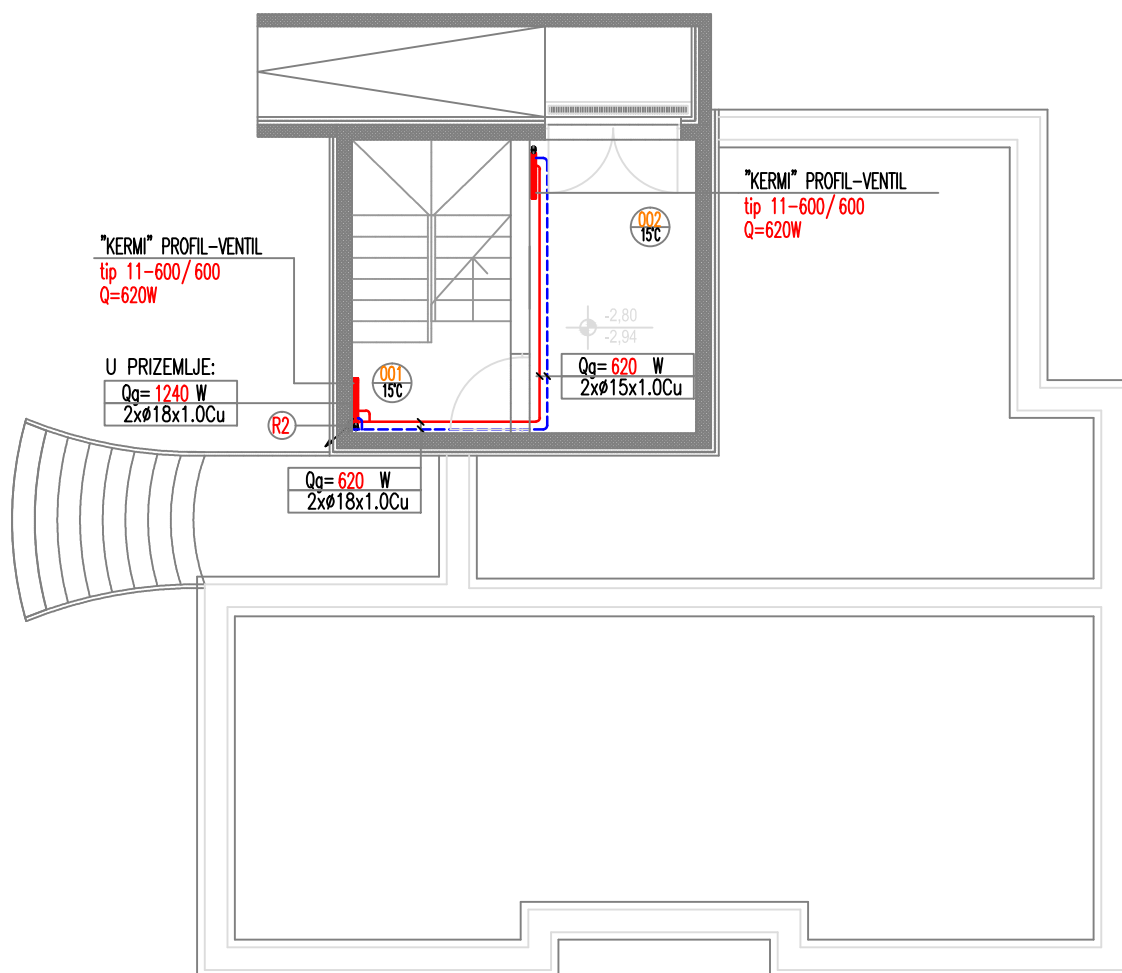 "KERMI" PROFIL-VENTIL
tip 11-600/600
Q=620W
002
15°C
"KERMI" PROFIL-VENTIL
tip 11-600/600
Q=620W
-2,80
-2,94
U PRIZEMLJE:
Qg= 1240 W
2xø18x1.0Cu
001
15°C
Qg= 620 W
2xø15x1.0Cu
R2
Qg= 620 W
2xø18x1.0Cu